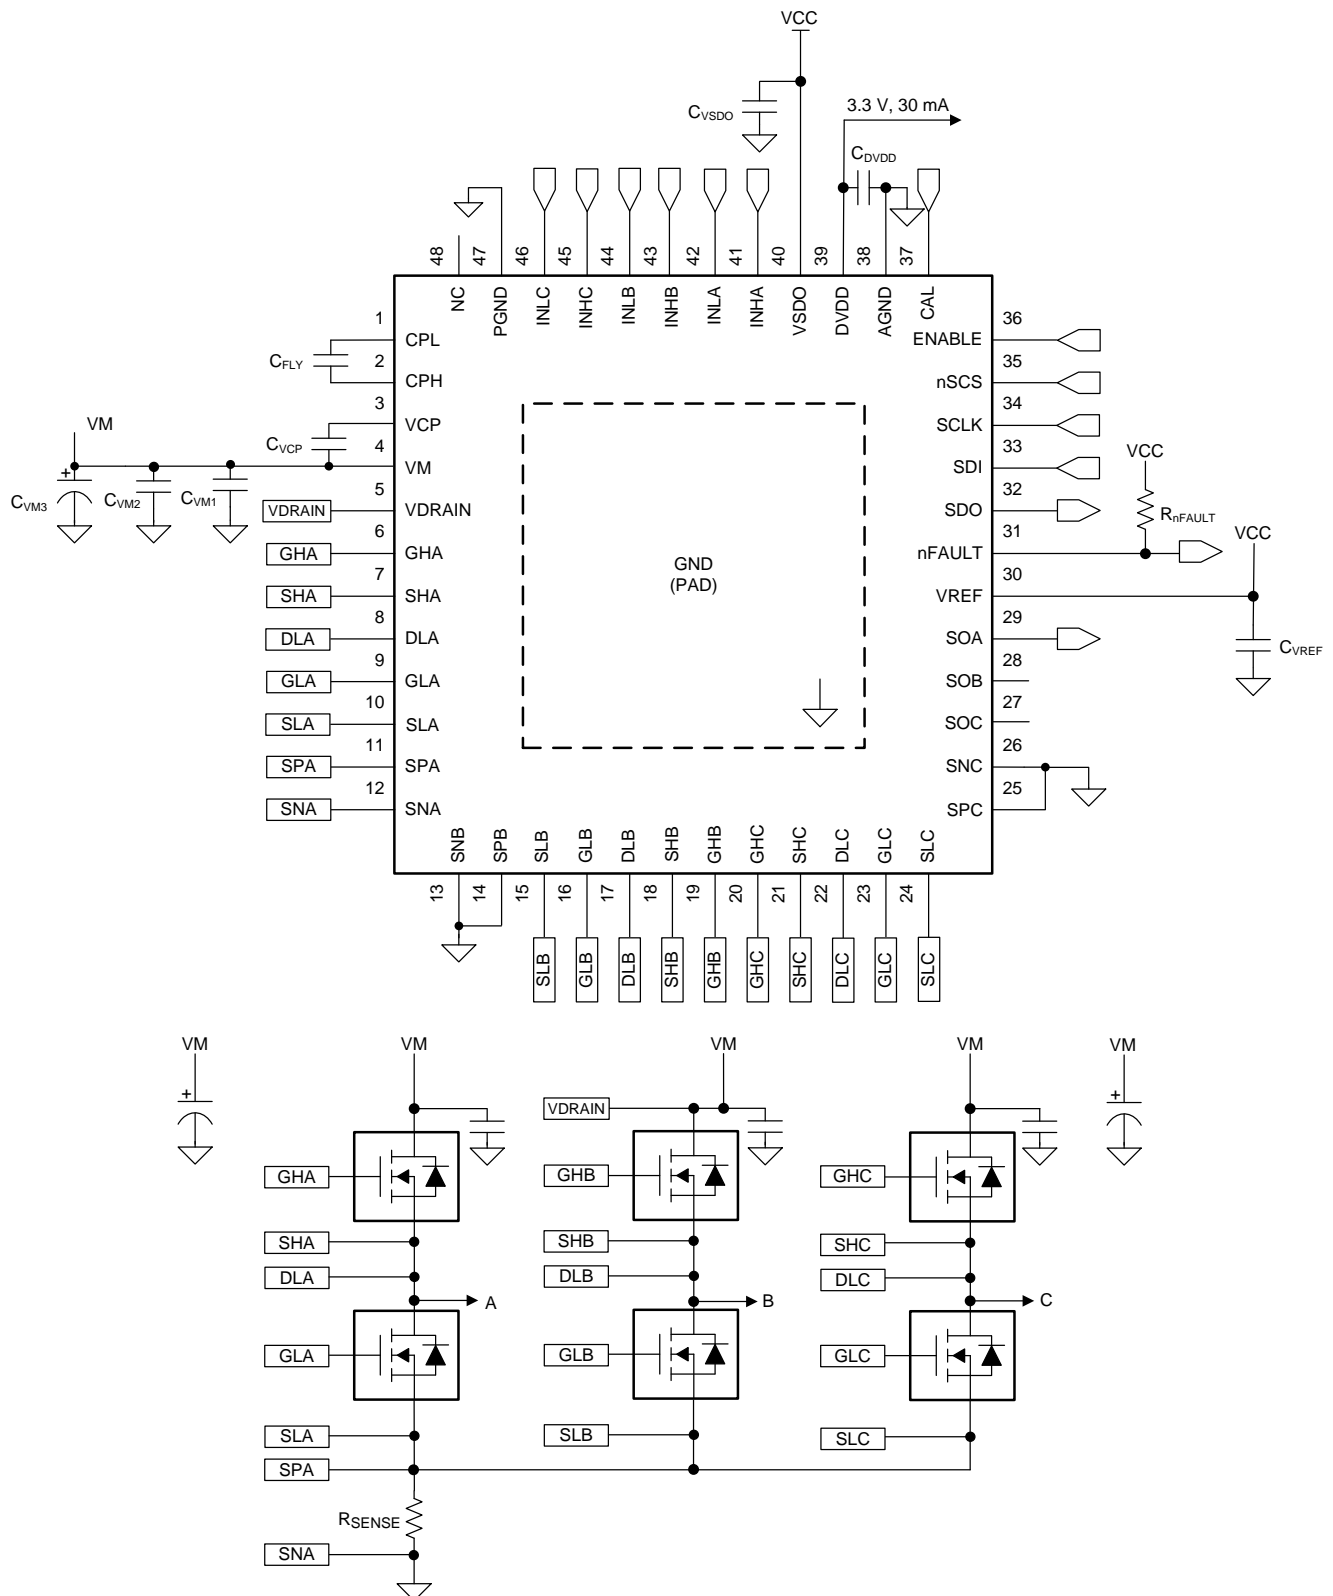 VCC
CVSDO
3.3 V, 30 mA
CDVDD
48
47
46
45
44
43
42
41
40
39
38
37
NC
PGND
INLC
INHC
INLB
INHB
INLA
INHA
VSDO
DVDD
AGND
CAL
1
CPL
CFLY
2
CPH
3
VCP
CVCP
4
VM
VM
+
CVM3
CVM2
CVM1
5
VDRAIN
VDRAIN
6
GHA
GHA
7
SHA
SHA
8
DLA
DLA
9
GLA
GLA
10
SLA
SLA
11
SPA
SPA
12
SNA
SNA
GND
(PAD)
36
ENABLE
35
nSCS
34
SCLK
33
SDI
32
SDO
VCC
RnFAULT
31
nFAULT
VCC
30
VREF
CVREF
29
SOA
28
SOB
27
SOC
26
SNC
25
SPC
SNB
SPB
SLB
GLB
DLB
SHB
GHB
GHC
SHC
DLC
GLC
SLC
13
14
15
16
17
18
19
20
21
22
23
24
SLB
GLB
DLB
SHB
GHB
GHC
SHC
DLC
GLC
SLC
VM
+
VM
VM
VM
VM
+
VDRAIN
GHA
GHB
GHC
SHA
SHB
SHC
DLA
DLB
DLC
A
B
C
GLA
GLB
GLC
SLA
SLB
SLC
SPA
RSENSE
SNA